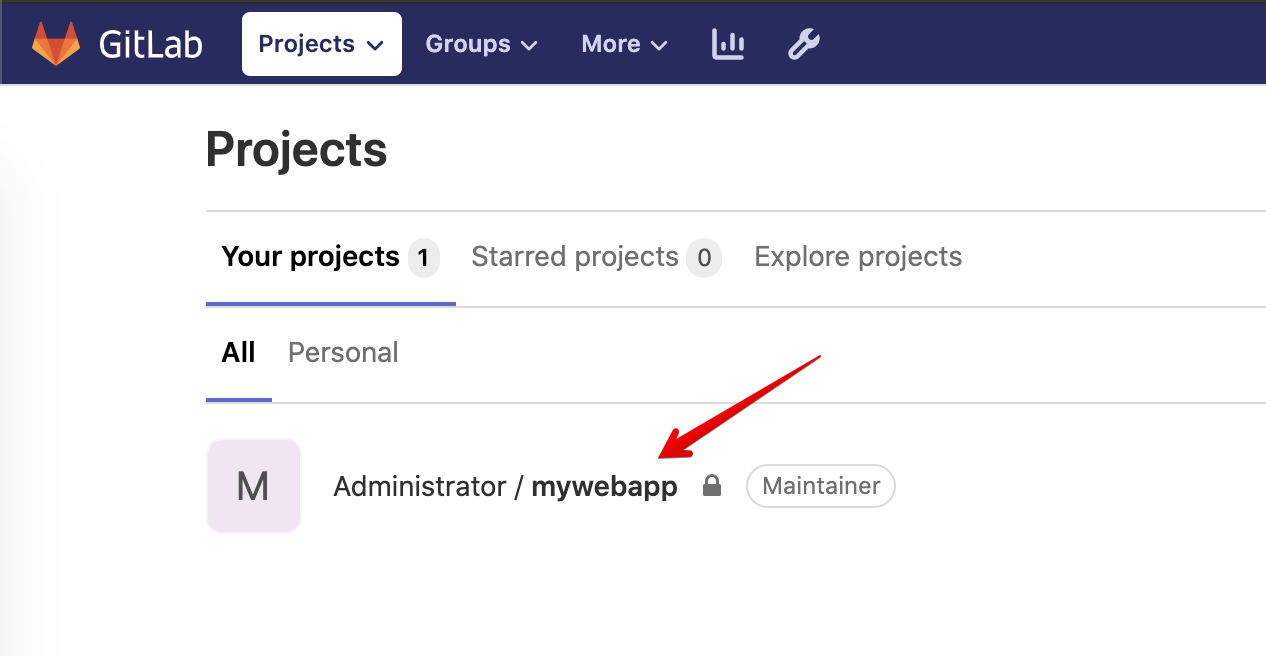 GitLab Projects Groups More
Projects
Your projects 1 Starred projects 0 Explore projects
All Personal
M Administrator / mywebapp Maintainer